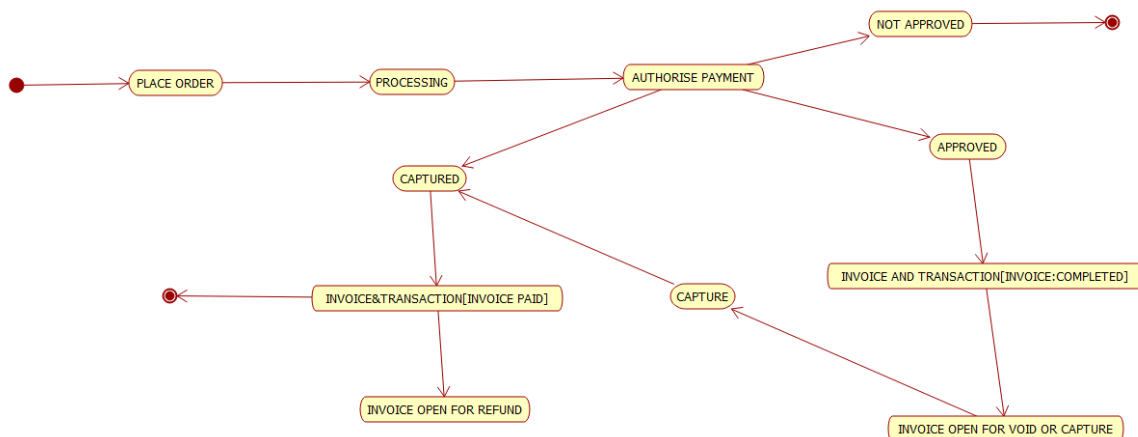 NOT APPROVED
PLACE ORDER
PROCESSING
AUTHORISE PAYMENT
APPROVED
CAPTURED
INVOICE AND TRANSACTION[INVOICE:COMPLETED]
INVOICE&TRANSACTION[INVOICE PAID]
CAPTURE
INVOICE OPEN FOR REFUND
INVOICE OPEN FOR VOID OR CAPTURE